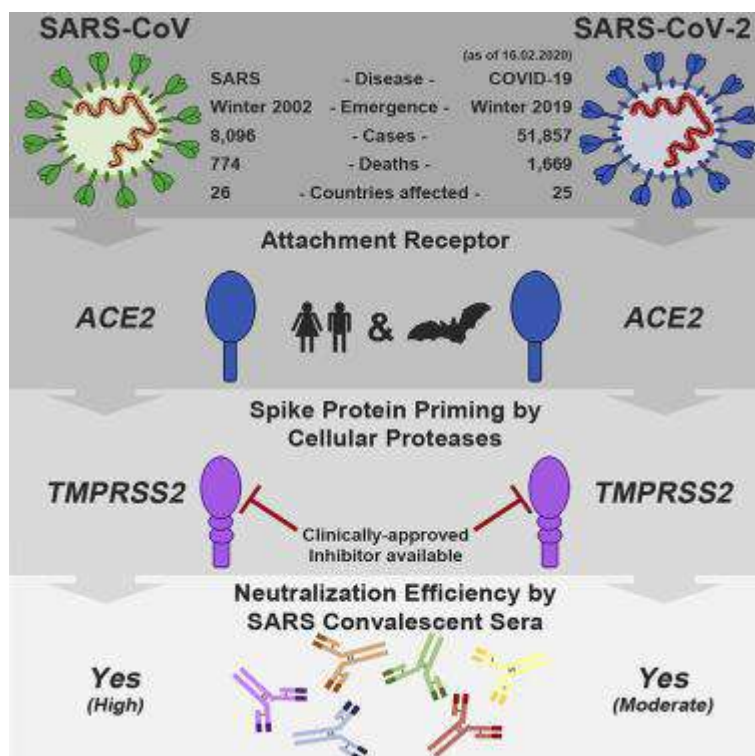 SARS-CoV
SARS-CoV-2
(as of 16.02.2020)
SARS - Disease - COVID-19
Winter 2002 - Emergence - Winter 2019
8,096 - Cases - 51,857
774 - Deaths - 1,669
26 - Countries affected - 25
Attachment Receptor
ACE2 & ACE2
Spike Protein Priming by
Cellular Proteases
TMPRSS2 TMPRSS2
Clinically-approved
Inhibitor available
Neutralization Efficiency by
SARS Convalescent Sera
Yes Yes
(High) (Moderate)